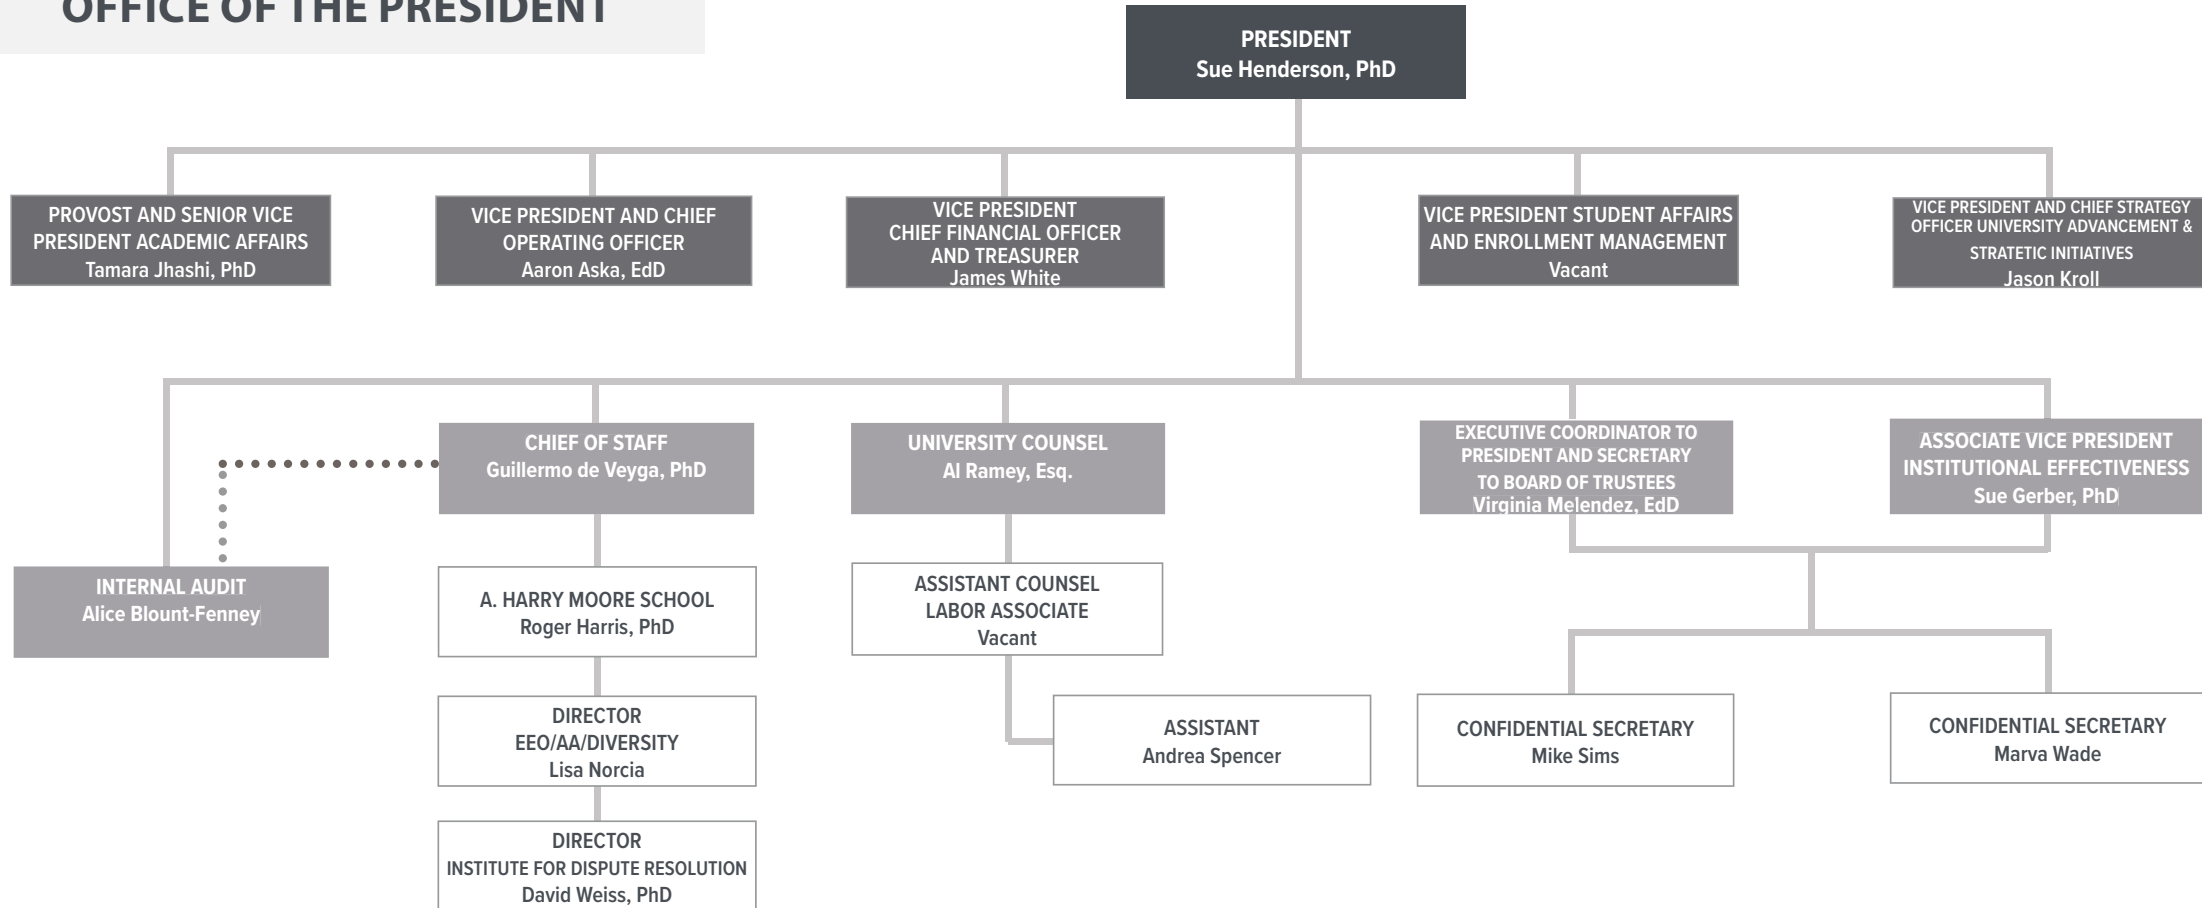 OFFICE OF THE PRESIDENT
PRESIDENT
Sue Henderson, PhD
PROVOST AND SENIOR VICE
PRESIDENT ACADEMIC AFFAIRS
Tamara Jhashi, PhD
VICE PRESIDENT AND CHIEF
OPERATING OFFICER
Aaron Aska, EdD
VICE PRESIDENT
CHIEF FINANCIAL OFFICER
AND TREASURER
James White
VICE PRESIDENT STUDENT AFFAIRS
AND ENROLLMENT MANAGEMENT
Vacant
VICE PRESIDENT AND CHIEF STRATEGY
OFFICER UNIVERSITY ADVANCEMENT &
STRATETIC INITIATIVES
Jason Kroll
CHIEF OF STAFF
Guillermo de Veyga, PhD
UNIVERSITY COUNSEL
Al Ramey, Esq.
EXECUTIVE COORDINATOR TO
PRESIDENT AND SECRETARY
TO BOARD OF TRUSTEES
Virginia Melendez, EdD
ASSOCIATE VICE PRESIDENT
INSTITUTIONAL EFFECTIVENESS
Sue Gerber, PhD
INTERNAL AUDIT
Alice Blount-Fenney
A. HARRY MOORE SCHOOL
Roger Harris, PhD
ASSISTANT COUNSEL
LABOR ASSOCIATE
Vacant
DIRECTOR
EEO/AA/DIVERSITY
Lisa Norcia
ASSISTANT
Andrea Spencer
CONFIDENTIAL SECRETARY
Mike Sims
CONFIDENTIAL SECRETARY
Marva Wade
DIRECTOR
INSTITUTE FOR DISPUTE RESOLUTION
David Weiss, PhD